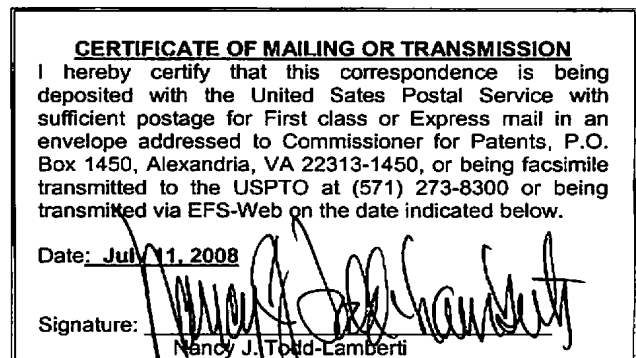 CERTIFICATE OF MAILING OR TRANSMISSION
I hereby certify that this correspondence is being
deposited with the United Sates Postal Service with
sufficient postage for First class or Express mail in an
envelope addressed to Commissioner for Patents, P.O.
Box 1450, Alexandria, VA 22313-1450, or being facsimile
transmitted to the USPTO at (571) 273-8300 or being
transmitted via EFS-Web on the date indicated below.
Date: July 11, 2008
Signature: Nancy J. Todd-Lamberti
Nancy J. Todd-Lamberti